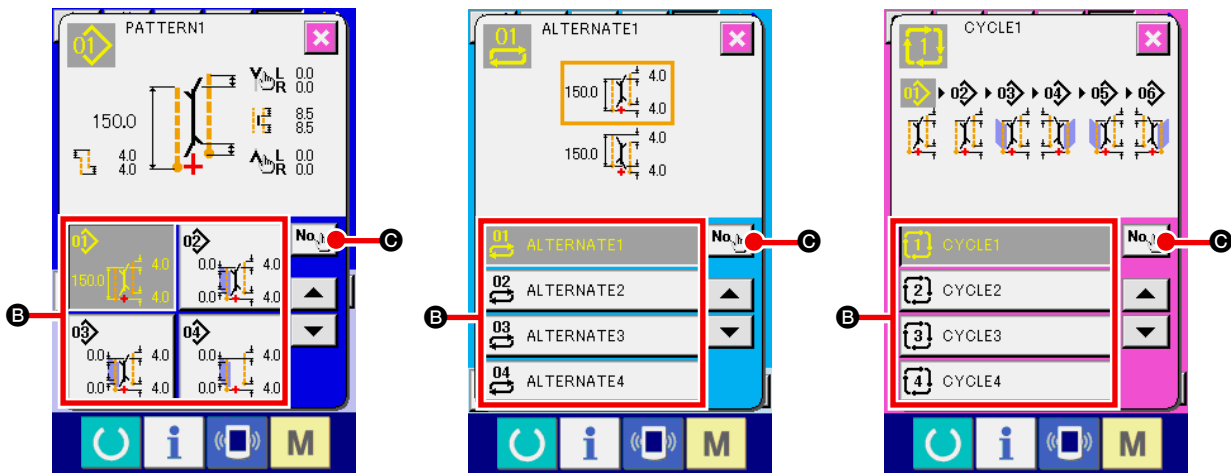 01 PATTERN1
L 0.0
R 0.0
150.0
8.5
8.5
4.0
4.0
L 0.0
R 0.0
01
150.0
4.0
4.0
02
0.0
4.0
0.0
4.0
03
0.0
4.0
0.0
4.0
04
0.0
4.0
0.0
4.0
No.
B
C
i
M
01 ALTERNATE1
150.0
4.0
4.0
150.0
4.0
4.0
01 ALTERNATE1
02 ALTERNATE2
03 ALTERNATE3
04 ALTERNATE4
No.
B
C
i
M
1 CYCLE1
01 02 03 04 05 06
1 CYCLE1
2 CYCLE2
3 CYCLE3
4 CYCLE4
No.
B
C
i
M